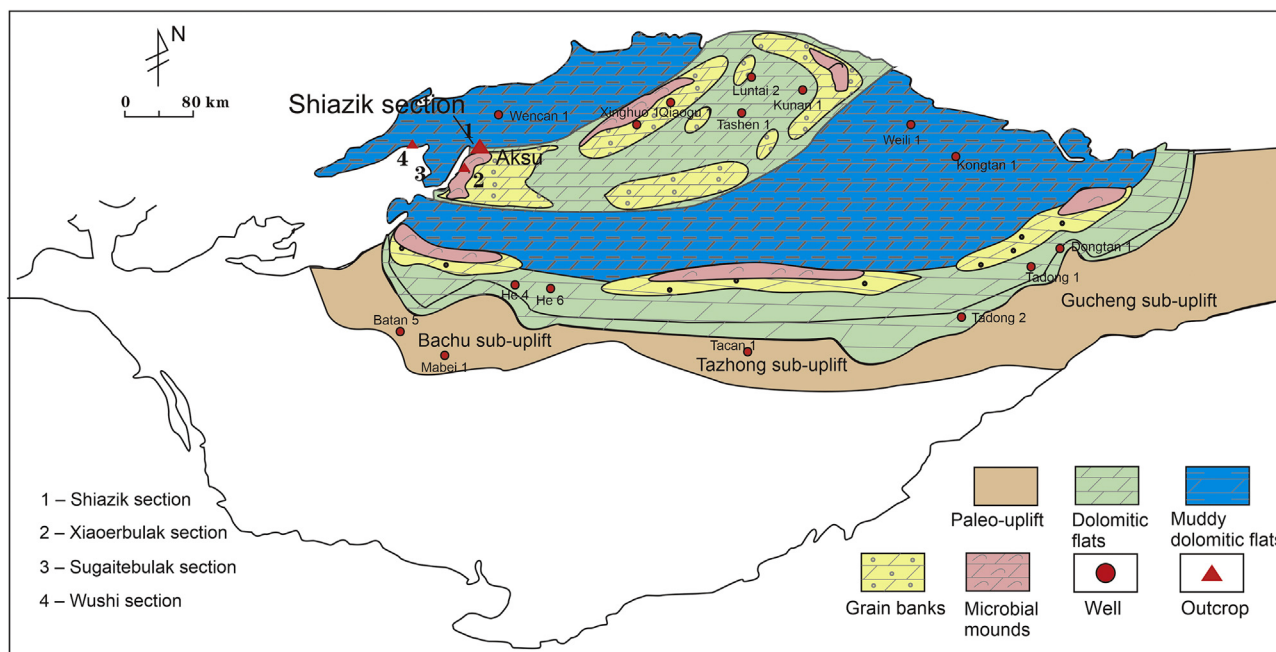 N
0 80 km
Shiazik section
Wencan 1
Xinghuo 1
Qiaogu 1
Luntai 2
Kunan 1
Tashen 1
Weili 1
Kongtan 1
1
4
Aksu
3
2
Dongtan 1
Tadong 1
He 4
He 6
Gucheng sub-uplift
Batan 5
Tadong 2
Bachu sub-uplift
Tacan 1
Mabei 1
Tazhong sub-uplift
1 – Shiazik section
2 – Xiaoerbulak section
3 – Sugaitebulak section
4 – Wushi section
Paleo-uplift
Dolomitic
flats
Muddy
dolomitic flats
Grain banks
Microbial
mounds
Well
Outcrop